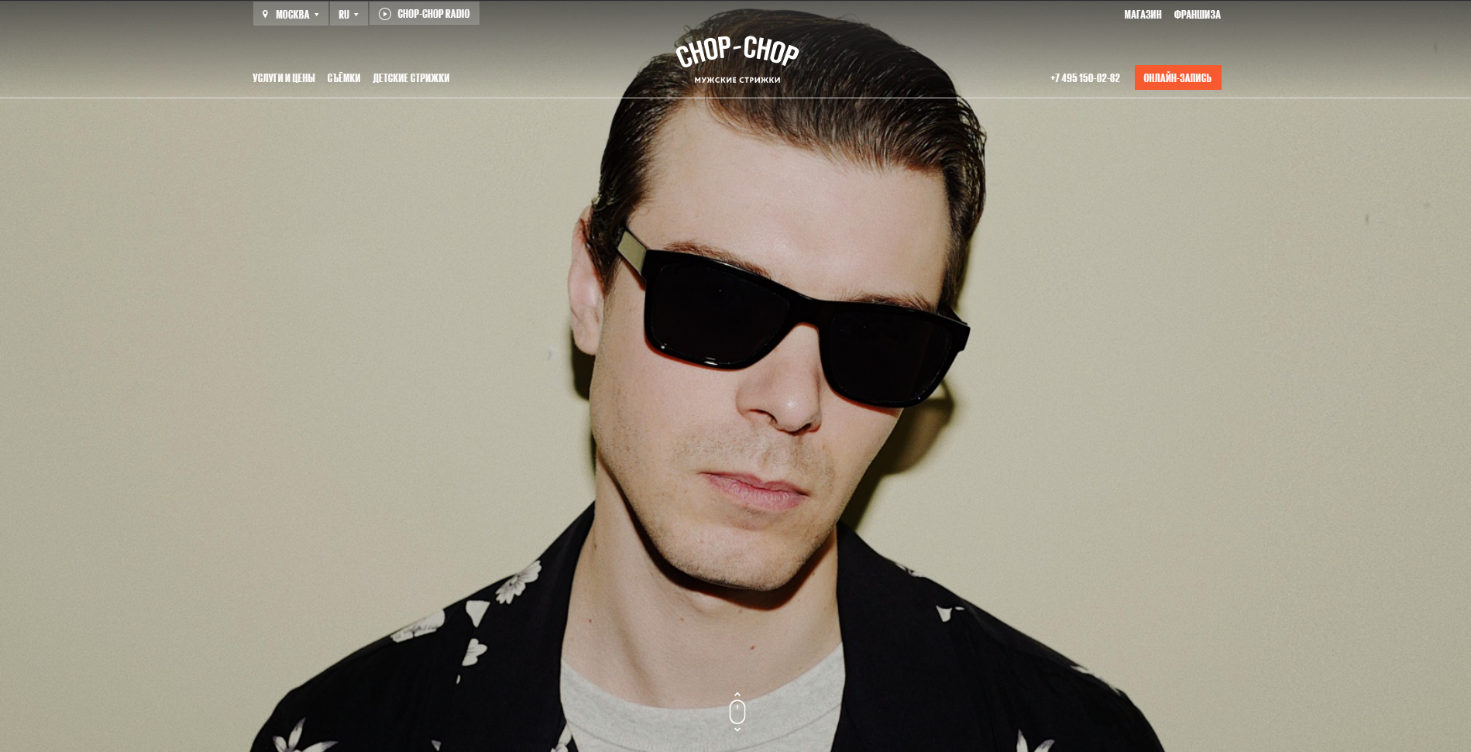 МОСКВА
RU
CHOP-CHOP RADIO
МАГАЗИН
ФРАНШИЗА
CHOP-CHOP
МУЖСКИЕ СТРИЖКИ
УСЛУГИ И ЦЕНЫ
СЪЁМКИ
ДЕТСКИЕ СТРИЖКИ
+7 495 150-02-82
ОНЛАЙН-ЗАПИСЬ